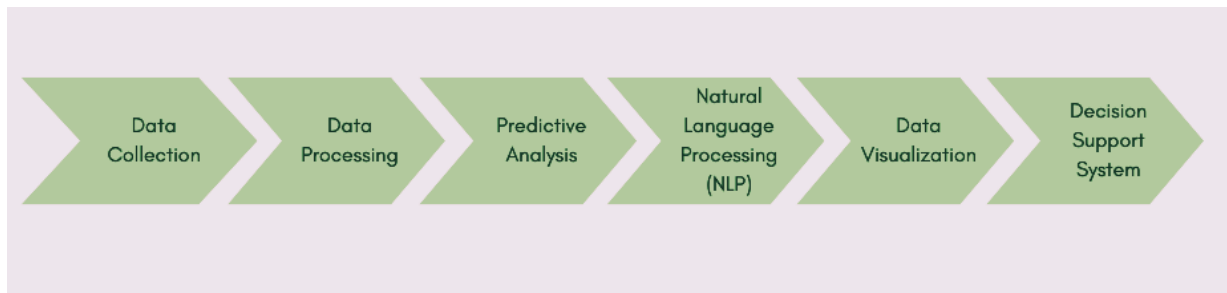 Data
Collection
Data
Processing
Predictive
Analysis
Natural
Language
Processing
(NLP)
Data
Visualization
Decision
Support
System